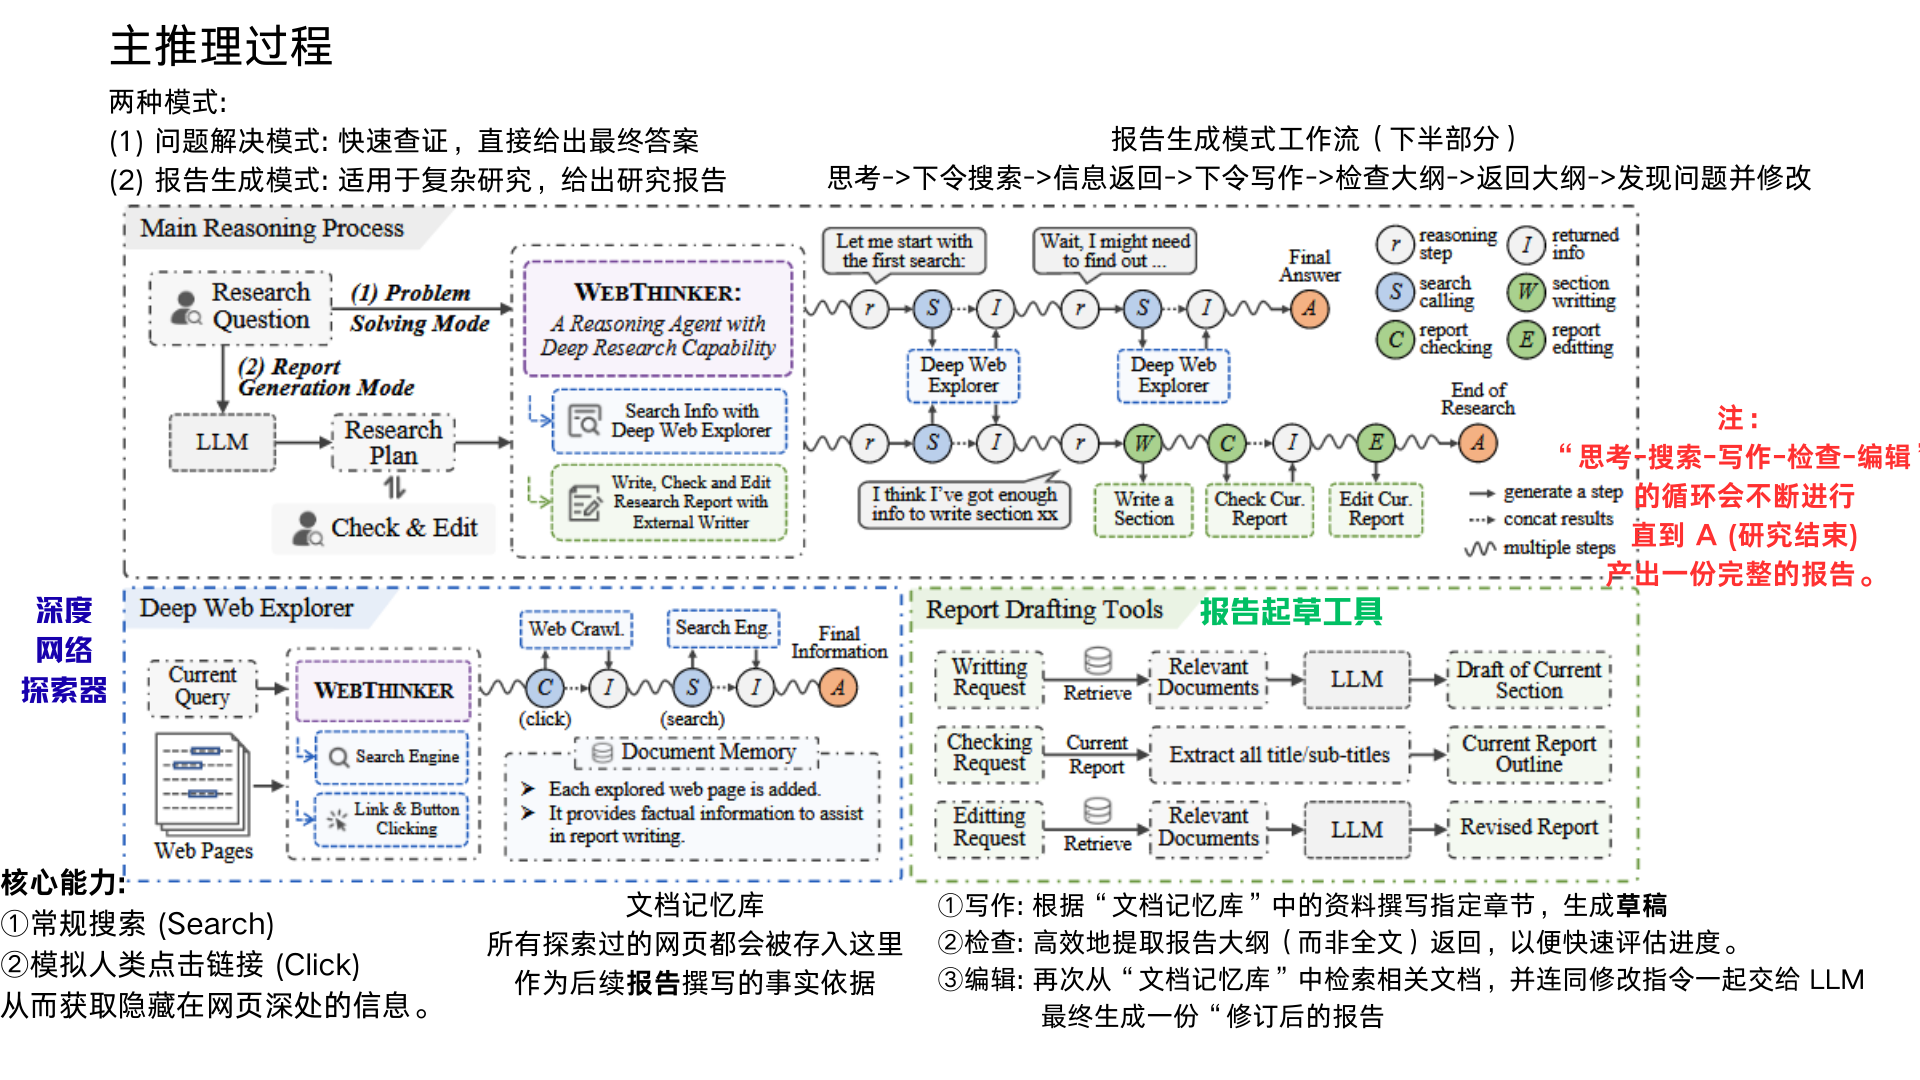 主推理过程
两种模式:
(1) 问题解决模式: 快速查证，直接给出最终答案
(2) 报告生成模式: 适用于复杂研究，给出研究报告
报告生成模式工作流（下半部分）
思考->下令搜索->信息返回->下令写作->检查大纲->返回大纲->发现问题并修改
Main Reasoning Process
Research
Question
(1) Problem
Solving Mode
(2) Report
Generation Mode
LLM
Research
Plan
Check & Edit
WEBTHINKER:
A Reasoning Agent with
Deep Research Capability
Search Info with
Deep Web Explorer
Write, Check and Edit
Research Report with
External Writter
Let me start with
the first search:
Wait, I might need
to find out ...
Final
Answer
r S I r S I A
Deep Web
Explorer
Deep Web
Explorer
End of
Research
r S I r W C I E A
I think I've got enough
info to write section xx
Write a
Section
Check Cur.
Report
Edit Cur.
Report
r reasoning
step
I returned
info
S search
calling
W section
writting
C report
checking
E report
editting
generate a step
concat results
multiple steps
注：
“思考-搜索-写作-检查-编辑”
的循环会不断进行
直到 A (研究结束)
产出一份完整的报告。
深度
网络
探索器
Deep Web Explorer
Current
Query
Web Pages
WEBTHINKER
Search Engine
Link & Button
Clicking
Web Crawl.
Search Eng.
Final
Information
C I S I A
(click)
(search)
Document Memory
➤ Each explored web page is added.
➤ It provides factual information to assist
in report writing.
Report Drafting Tools
报告起草工具
Writting
Request
Retrieve
Relevant
Documents
LLM
Draft of Current
Section
Checking
Request
Current
Report
Extract all title/sub-titles
Current Report
Outline
Editting
Request
Retrieve
Relevant
Documents
LLM
Revised Report
核心能力:
①常规搜索 (Search)
②模拟人类点击链接 (Click)
从而获取隐藏在网页深处的信息。
文档记忆库
所有探索过的网页都会被存入这里
作为后续报告撰写的事实依据
①写作: 根据“文档记忆库”中的资料撰写指定章节，生成草稿
②检查: 高效地提取报告大纲（而非全文）返回，以便快速评估进度。
③编辑: 再次从“文档记忆库”中检索相关文档，并连同修改指令一起交给 LLM
最终生成一份“修订后的报告